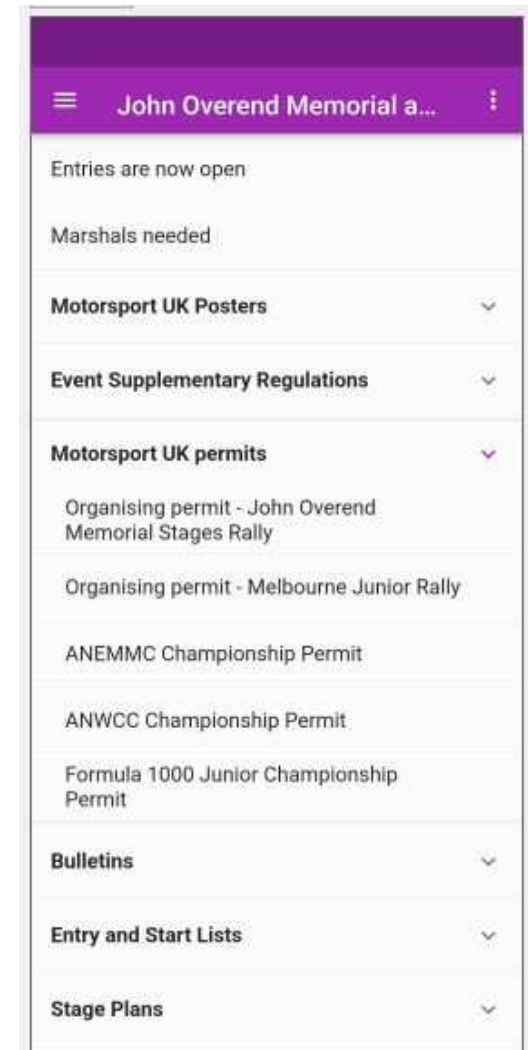 John Overend Memorial a...
Entries are now open
Marshals needed
Motorsport UK Posters
Event Supplementary Regulations
Motorsport UK permits
Organising permit - John Overend
Memorial Stages Rally
Organising permit - Melbourne Junior Rally
ANEMMC Championship Permit
ANWCC Championship Permit
Formula 1000 Junior Championship
Permit
Bulletins
Entry and Start Lists
Stage Plans